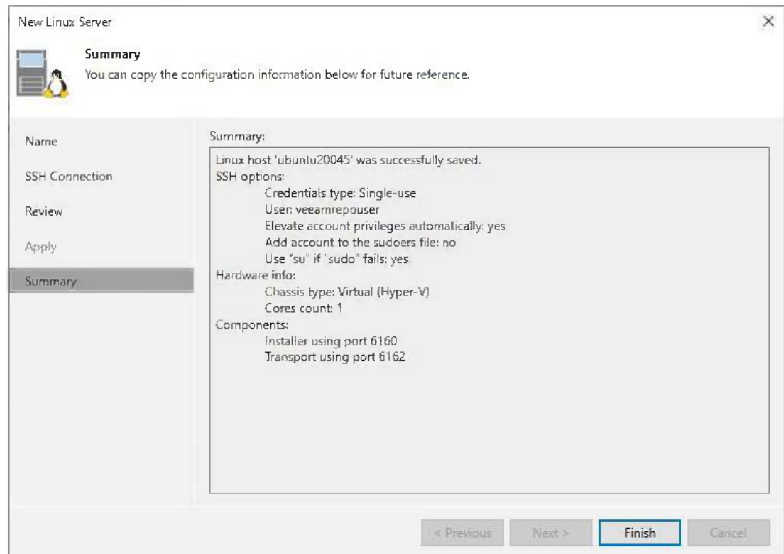 New Linux Server
Summary
You can copy the configuration information below for future reference.
Name
SSH Connection
Review
Apply
Summary
Summary:
Linux host 'ubuntu20045' was successfully saved.
SSH options:
Credentials type: Single-use
User: veeamrepouser
Elevate account privileges automatically: yes
Add account to the sudoers file: no
Use "su" if "sudo" fails: yes
Hardware info:
Chassis type: Virtual (Hyper-V)
Cores count: 1
Components:
Installer using port 6160
Transport using port 6162
< Previous
Next >
Finish
Cancel